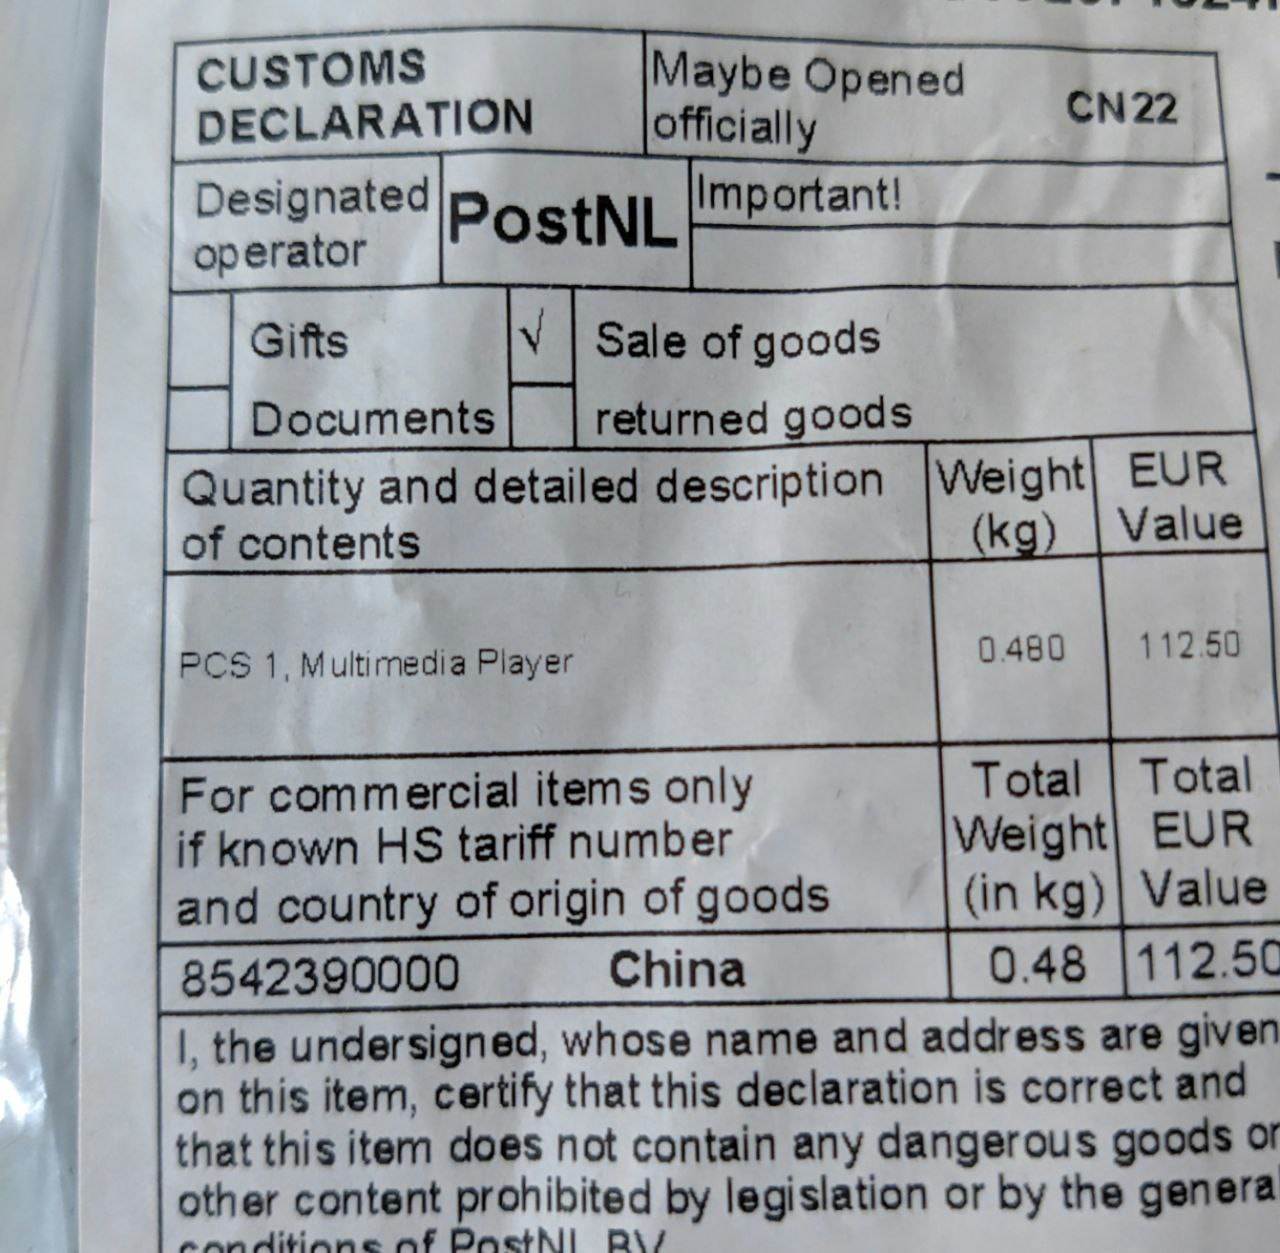 CUSTOMS
DECLARATION
Maybe Opened
officially
CN22
Designated
operator
PostNL
Important!
Gifts
√
Sale of goods
Documents
returned goods
Quantity and detailed description
of contents
Weight
(kg)
EUR
Value
PCS 1, Multimedia Player
0.480
112.50
For commercial items only
if known HS tariff number
and country of origin of goods
Total
Weight
(in kg)
Total
EUR
Value
8542390000
China
0.48
112.50
I, the undersigned, whose name and address are given
on this item, certify that this declaration is correct and
that this item does not contain any dangerous goods or
other content prohibited by legislation or by the general
conditions of PostNL BV